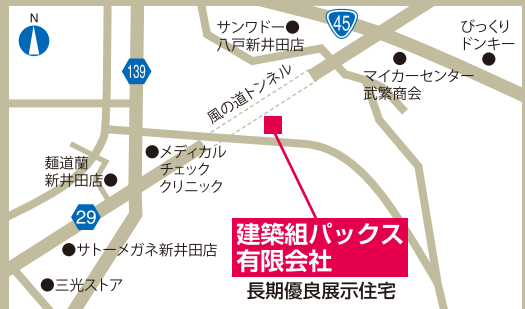 N
サンワドー
八戸新井田店
45
びっくり
ドンキー
139
風の道トンネル
マイカーセンター
武繁商会
麺道蘭
新井田店
メディカル
チェック
クリニック
29
建築組パックス
有限会社
サトーメガネ新井田店
三光ストア
長期優良展示住宅